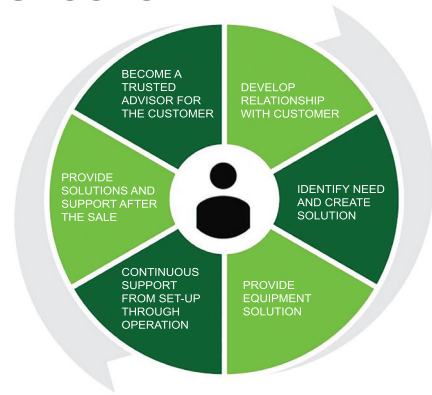 BECOME A
TRUSTED
ADVISOR FOR
THE CUSTOMER
DEVELOP
RELATIONSHIP
WITH CUSTOMER
IDENTIFY NEED
AND CREATE
SOLUTION
PROVIDE
EQUIPMENT
SOLUTION
CONTINUOUS
SUPPORT
FROM SET-UP
THROUGH
OPERATION
PROVIDE
SOLUTIONS AND
SUPPORT AFTER
THE SALE